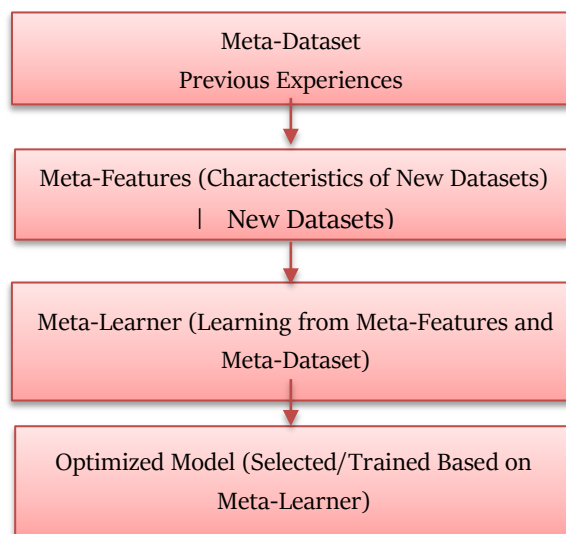 Meta-Dataset
Previous Experiences
Meta-Features (Characteristics of New Datasets)
| New Datasets)
Meta-Learner (Learning from Meta-Features and
Meta-Dataset)
Optimized Model (Selected/Trained Based on
Meta-Learner)